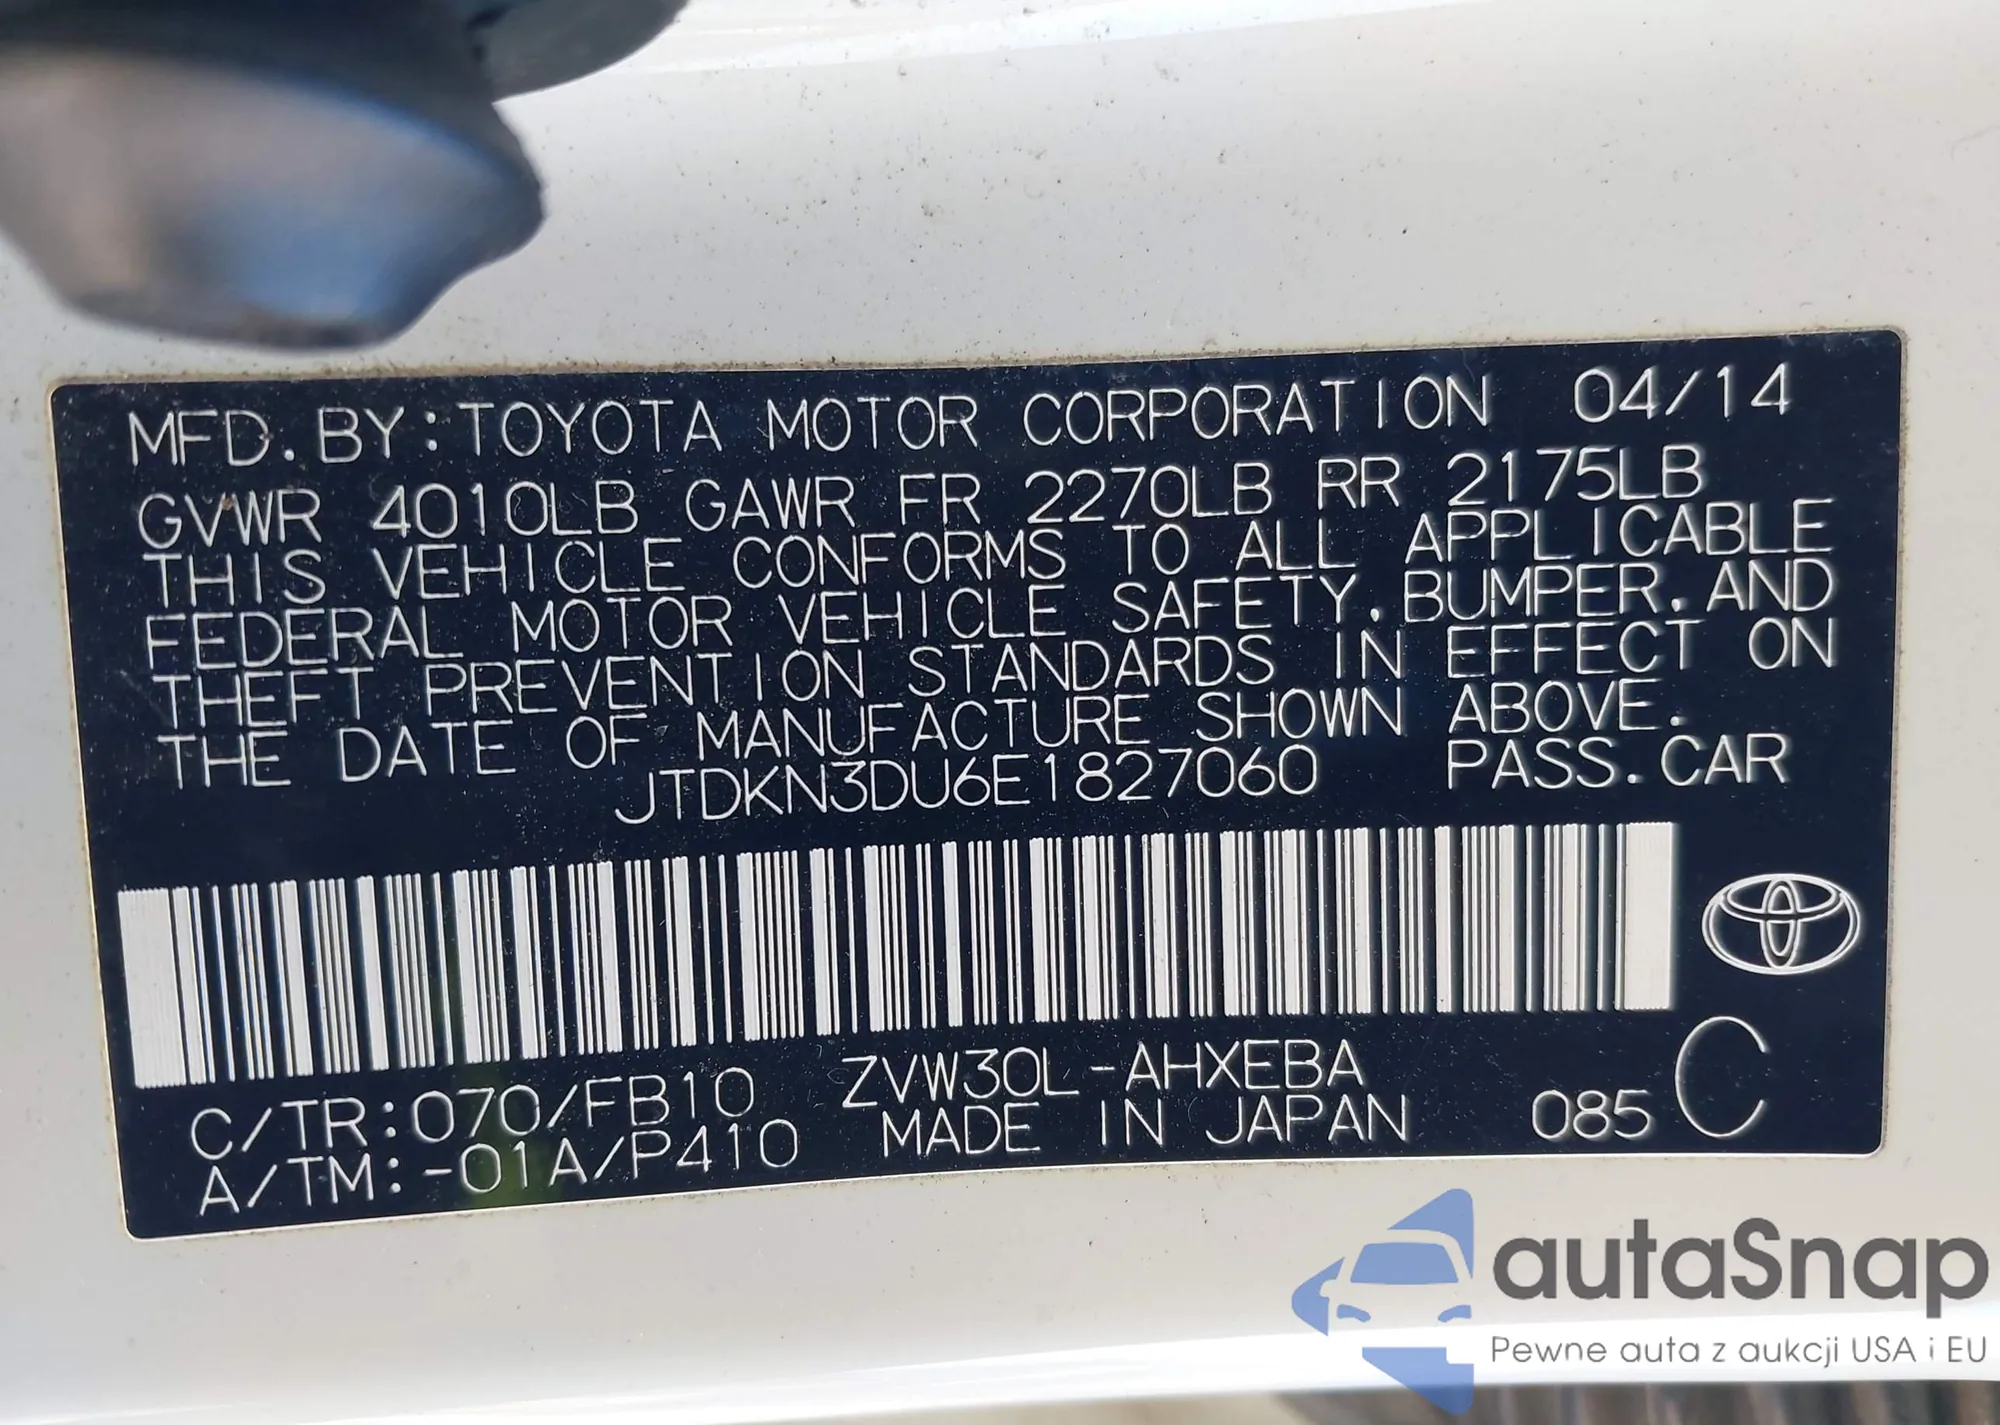 MFD. BY: TOYOTA MOTOR CORPORATION 04/14
GVWR 4010LB GAWR FR 2270LB RR 2175LB
THIS VEHICLE CONFORMS TO ALL APPLICABLE
FEDERAL MOTOR VEHICLE SAFETY, BUMPER, AND
THEFT PREVENTION STANDARDS IN EFFECT ON
THE DATE OF MANUFACTURE SHOWN ABOVE.
JTDKN3DU6E1827060 PASS. CAR
C/TR: 070/FB10 ZVW30L-AHXEBA
A/TM: -01A/P410 MADE IN JAPAN 085 C
autaSnap
Pewne auta z aukcji USA i EU